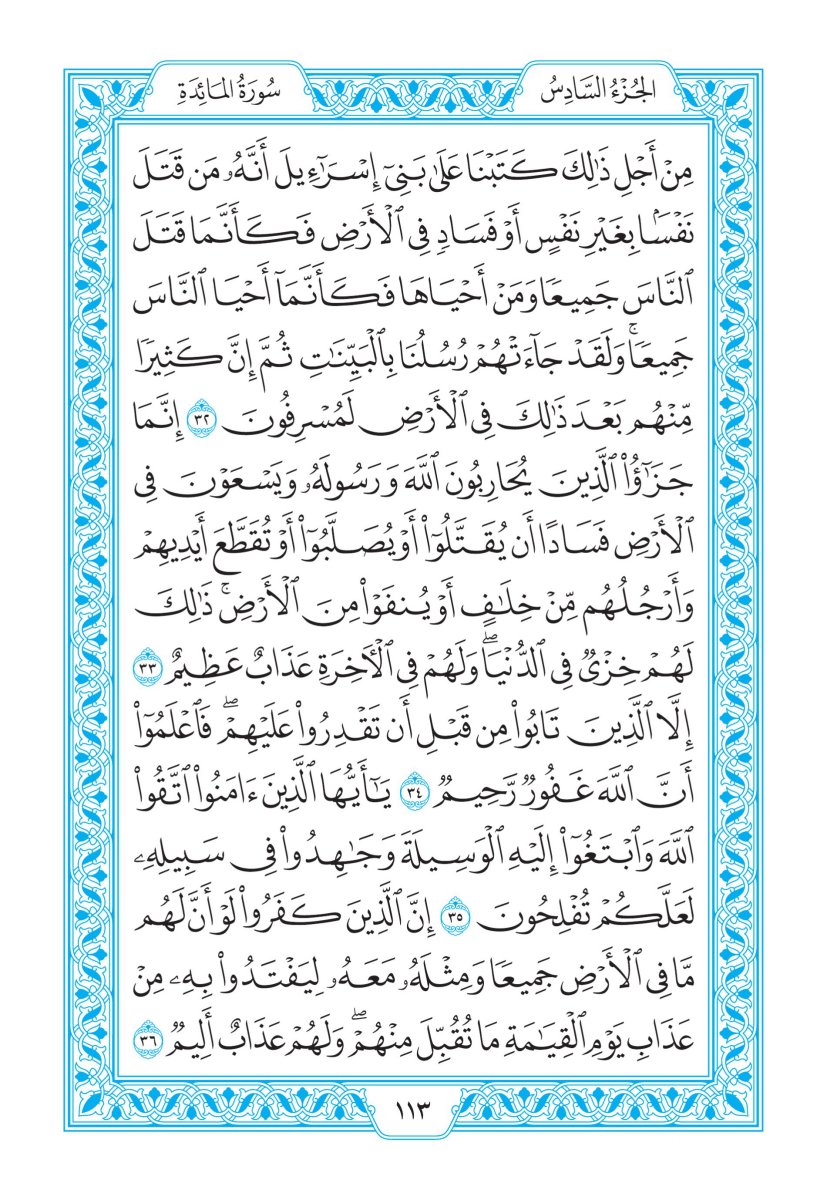 الجُزْءُ السَّادِسُ
سُورَةُ المَائِدَةِ
مِنْ أَجْلِ ذَٰلِكَ كَتَبْنَا عَلَىٰ بَنِيٓ إِسْرَٰٓءِيلَ أَنَّهُۥ مَن قَتَلَ
نَفْسَۢا بِغَيْرِ نَفْسٍ أَوْ فَسَادٖ فِي ٱلْأَرْضِ فَكَأَنَّمَا قَتَلَ
ٱلنَّاسَ جَمِيعٗا وَمَنْ أَحْيَاهَا فَكَأَنَّمَآ أَحْيَا ٱلنَّاسَ
جَمِيعٗاۚ وَلَقَدْ جَآءَتْهُمْ رُسُلُنَا بِٱلْبَيِّنَٰتِ ثُمَّ إِنَّ كَثِيرٗا
مِّنْهُم بَعْدَ ذَٰلِكَ فِي ٱلْأَرْضِ لَمُسْرِفُونَ ٣٢ إِنَّمَا
جَزَٰٓؤُاْ ٱلَّذِينَ يُحَارِبُونَ ٱللَّهَ وَرَسُولَهُۥ وَيَسْعَوْنَ فِي
ٱلْأَرْضِ فَسَادًا أَن يُقَتَّلُوٓاْ أَوْ يُصَلَّبُوٓاْ أَوْ تُقَطَّعَ أَيْدِيهِمْ
وَأَرْجُلُهُم مِّنْ خِلَٰفٍ أَوْ يُنفَوْاْ مِنَ ٱلْأَرْضِۚ ذَٰلِكَ
لَهُمْ خِزْيٞ فِي ٱلدُّنْيَاۖ وَلَهُمْ فِي ٱلْأٓخِرَةِ عَذَابٌ عَظِيمٌ ٣٣
إِلَّا ٱلَّذِينَ تَابُواْ مِن قَبْلِ أَن تَقْدِرُواْ عَلَيْهِمْۖ فَٱعْلَمُوٓاْ
أَنَّ ٱللَّهَ غَفُورٞ رَّحِيمٞ ٣٤ يَٰٓأَيُّهَا ٱلَّذِينَ ءَامَنُواْ ٱتَّقُواْ
ٱللَّهَ وَٱبْتَغُوٓاْ إِلَيْهِ ٱلْوَسِيلَةَ وَجَٰهِدُواْ فِي سَبِيلِهِۦ
لَعَلَّكُمْ تُفْلِحُونَ ٣٥ إِنَّ ٱلَّذِينَ كَفَرُواْ لَوْ أَنَّ لَهُم
مَّا فِي ٱلْأَرْضِ جَمِيعٗا وَمِثْلَهُۥ مَعَهُۥ لِيَفْتَدُواْ بِهِۦ مِنْ
عَذَابِ يَوْمِ ٱلْقِيَٰمَةِ مَا تُقُبِّلَ مِنْهُمْۖ وَلَهُمْ عَذَابٌ أَلِيمٞ ٣٦
١١٣